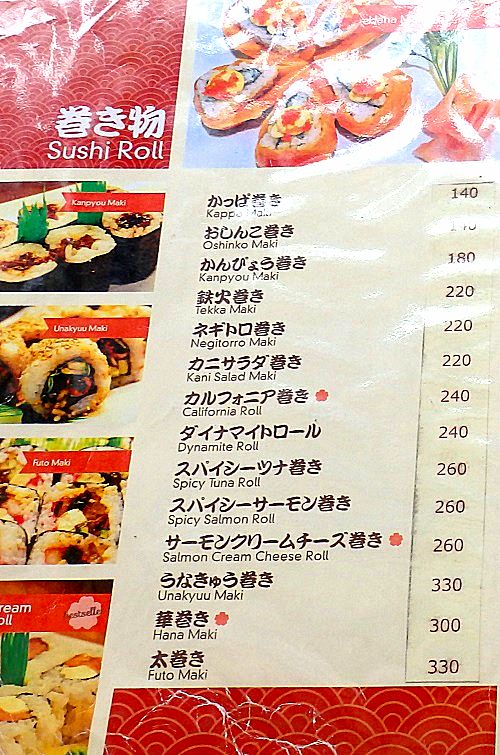 Hana M
巻き物
Sushi Roll
Kanpyou Maki
Unakyuu Maki
Futo Maki
ream
oll
bestselle
かっぱ巻き 140
Kappa Maki
おしんこ巻き
Oshinko Maki
かんぴょう巻き 180
Kanpyou Maki
鉄火巻き 220
Tekka Maki
ネギトロ巻き 220
Negitorro Maki
カニサラダ巻き 220
Kani Salad Maki
カルフォニア巻き 240
California Roll
ダイナマイトロール 240
Dynamite Roll
スパイシーツナ巻き 260
Spicy Tuna Roll
スパイシーサーモン巻き 260
Spicy Salmon Roll
サーモンクリームチーズ巻き 260
Salmon Cream Cheese Roll
うなきゅう巻き 330
Unakyuu Maki
華巻き 300
Hana Maki
太巻き 330
Futo Maki